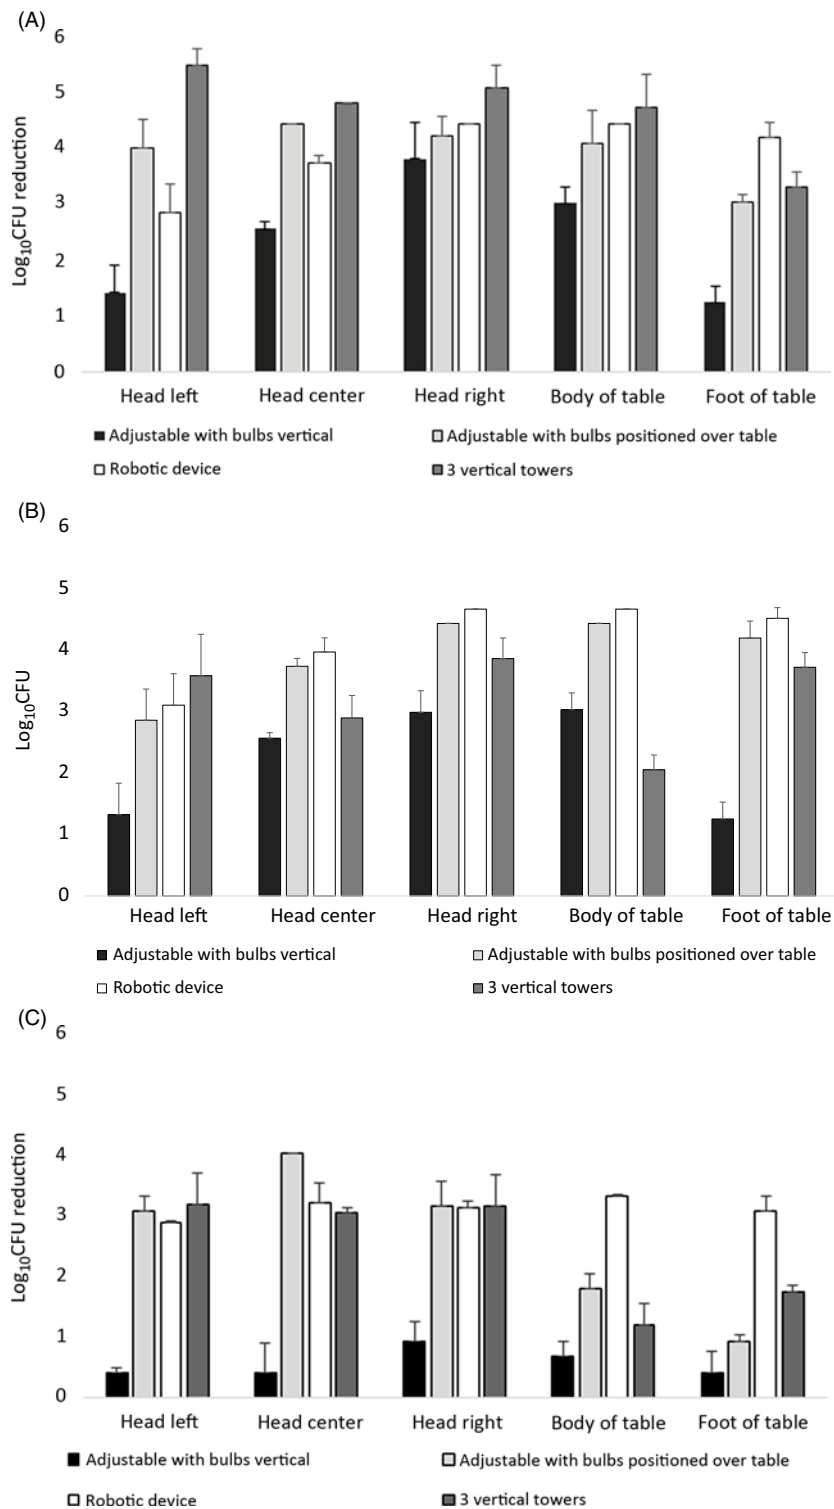 (A)
6
5
4
3
2
1
0
Log10CFU reduction
Head left Head center Head right Body of table Foot of table
Adjustable with bulbs vertical Adjustable with bulbs positioned over table
Robotic device 3 vertical towers
(B)
6
5
4
3
2
1
0
Log10CFU
Head left Head center Head right Body of table Foot of table
Adjustable with bulbs vertical Adjustable with bulbs positioned over table
Robotic device 3 vertical towers
(C)
6
5
4
3
2
1
0
Log10CFU reduction
Head left Head center Head right Body of table Foot of table
Adjustable with bulbs vertical Adjustable with bulbs positioned over table
Robotic device 3 vertical towers